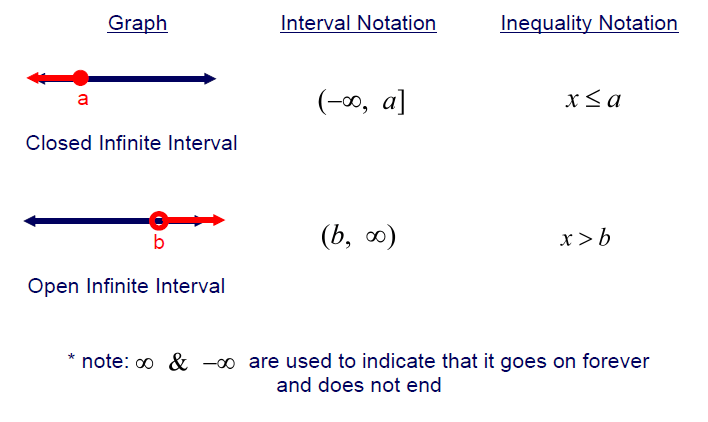 Graph Interval Notation Inequality Notation
a
(−∞, a] x ≤ a
Closed Infinite Interval
b
(b, ∞) x > b
Open Infinite Interval
* note: ∞ & −∞ are used to indicate that it goes on forever
and does not end